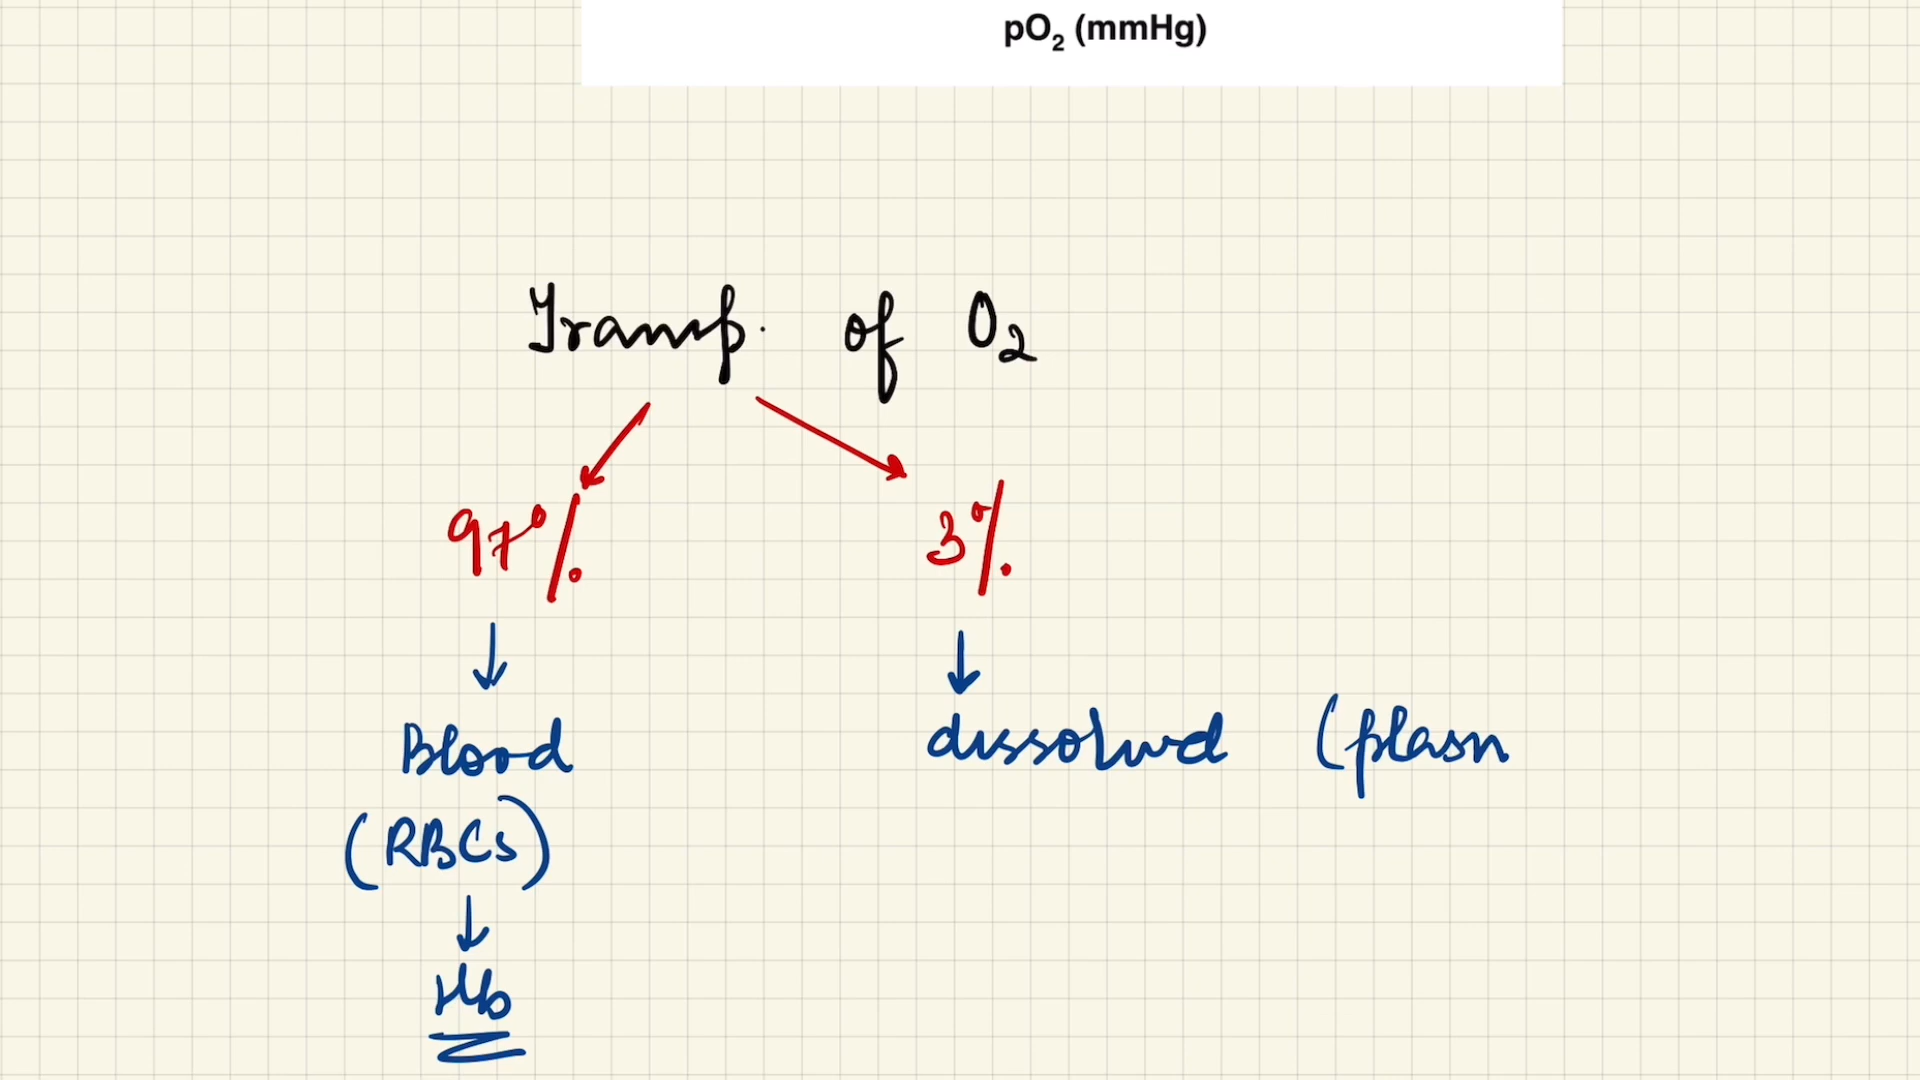 pO₂ (mmHg)
Transp. of O₂
97% 3%
↓ ↓
Blood dissolved (plasm
(RBCs)
↓
Hb